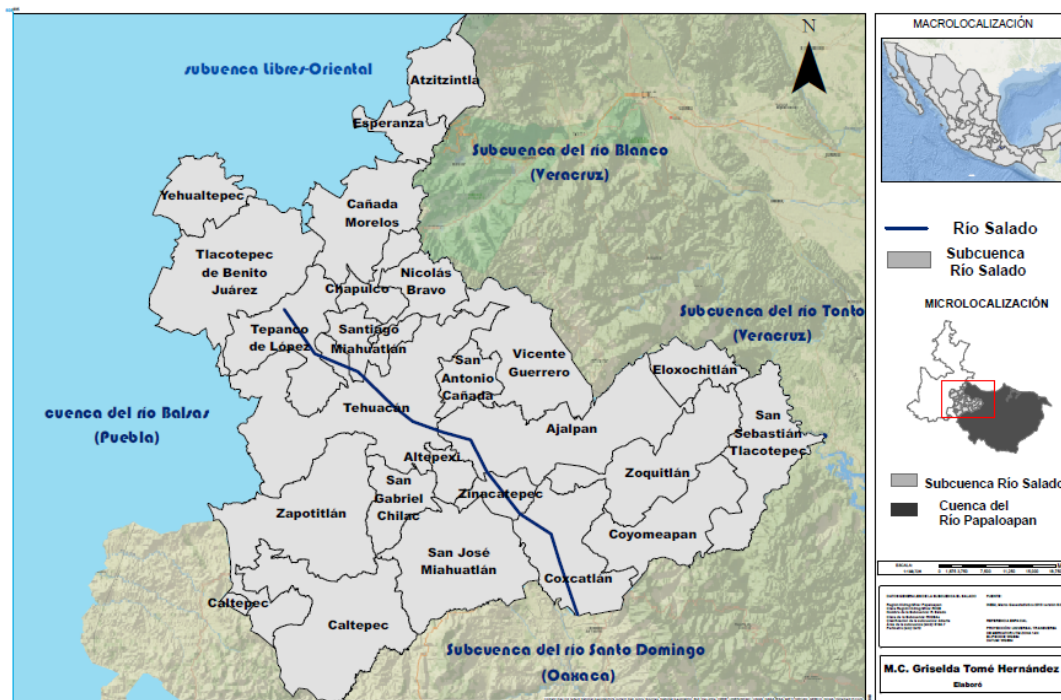 subuenca Libres-Oriental
Atzitzintla
Esperanza
Subcuenca del río Blanco
(Veracruz)
Yehualtepec
Cañada
Morelos
Tlacotepec
de Benito
Juárez
Nicolás
Bravo
Chapulco
Subcuenca del río Tonto
(Veracruz)
Tepanco
de López
Santiago
Miahuatlán
San
Antonio
Cañada
Vicente
Guerrero
Eloxochitlán
cuenca del río Balsas
(Puebla)
Tehuacán
Ajalpan
San
Sebastián
Tlacotepec
Altepexi
San
Gabriel
Chilac
Zinacatepec
Zoquitlán
Zapotitlán
Coyomeapan
San José
Miahuatlán
Coxcatlán
Cáltepec
Caltepec
Subcuenca del río Santo Domingo
(Oaxaca)
N
MACROLOCALIZACIÓN
Río Salado
Subcuenca
Río Salado
MICROLOCALIZACIÓN
Subcuenca Río Salado
Cuenca del
Río Papaloapan
ESCALA
M.C. Griselda Tomé Hernández
Elaboró